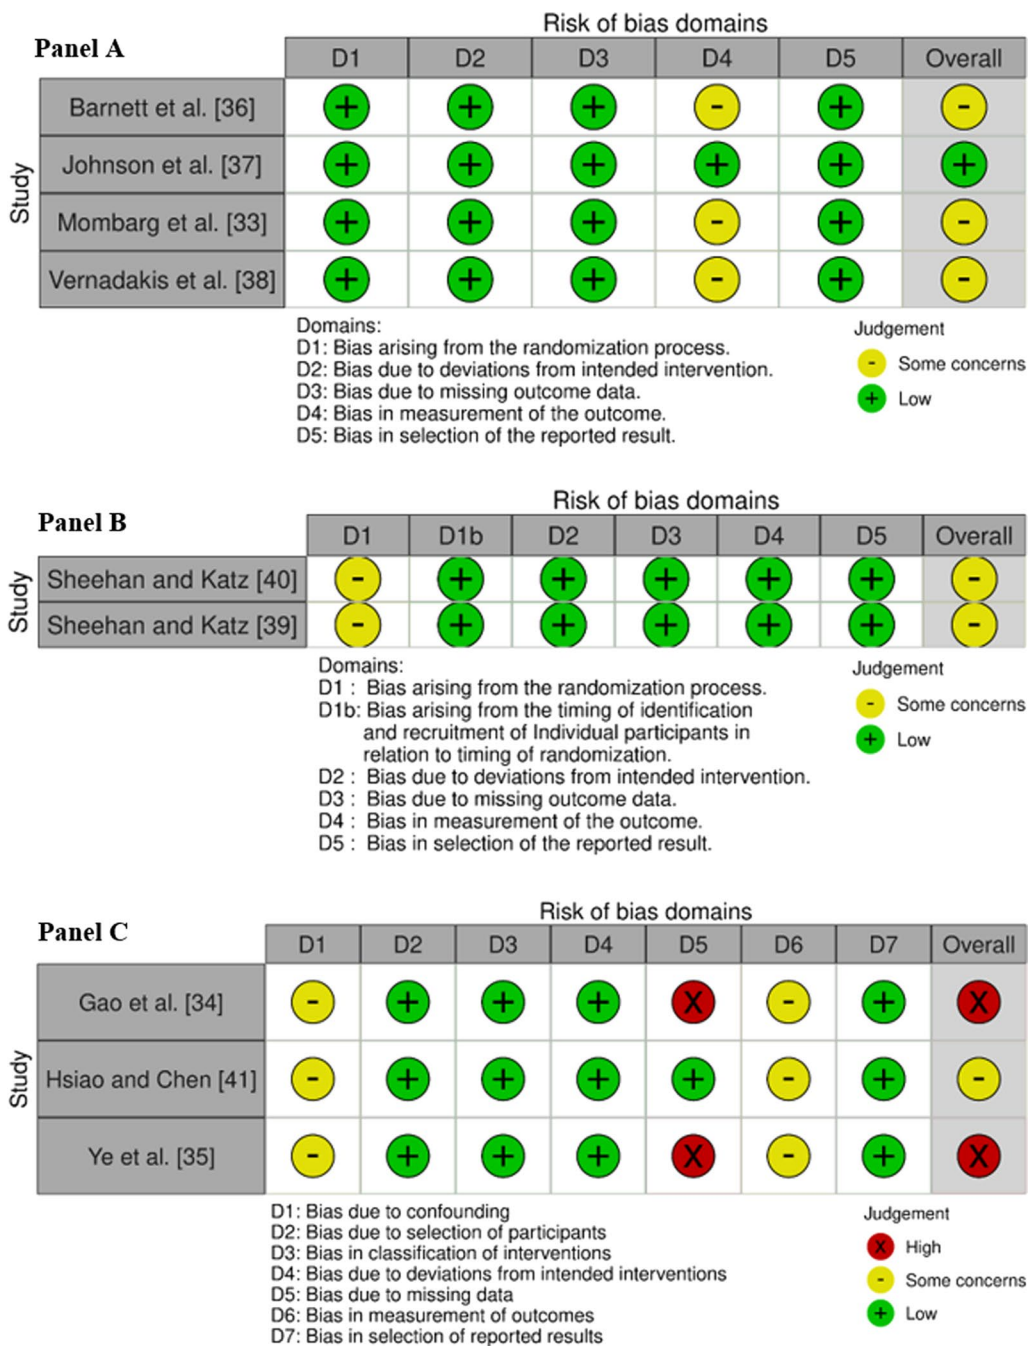 Panel A
Risk of bias domains
D1 D2 D3 D4 D5 Overall
Study
Barnett et al. [36] + + + - + -
Johnson et al. [37] + + + + + +
Mombarg et al. [33] + + + - + -
Vernadakis et al. [38] + + + - + -
Domains:
D1: Bias arising from the randomization process.
D2: Bias due to deviations from intended intervention.
D3: Bias due to missing outcome data.
D4: Bias in measurement of the outcome.
D5: Bias in selection of the reported result.
Judgement
- Some concerns
+ Low
Panel B
Risk of bias domains
D1 D1b D2 D3 D4 D5 Overall
Study
Sheehan and Katz [40] - + + + + + -
Sheehan and Katz [39] - + + + + + -
Domains:
D1 : Bias arising from the randomization process.
D1b: Bias arising from the timing of identification
and recruitment of Individual participants in
relation to timing of randomization.
D2 : Bias due to deviations from intended intervention.
D3 : Bias due to missing outcome data.
D4 : Bias in measurement of the outcome.
D5 : Bias in selection of the reported result.
Judgement
- Some concerns
+ Low
Panel C
Risk of bias domains
D1 D2 D3 D4 D5 D6 D7 Overall
Study
Gao et al. [34] - + + + X - + X
Hsiao and Chen [41] - + + + + - + -
Ye et al. [35] - + + + X - + X
D1: Bias due to confounding
D2: Bias due to selection of participants
D3: Bias in classification of interventions
D4: Bias due to deviations from intended interventions
D5: Bias due to missing data
D6: Bias in measurement of outcomes
D7: Bias in selection of reported results
Judgement
X High
- Some concerns
+ Low